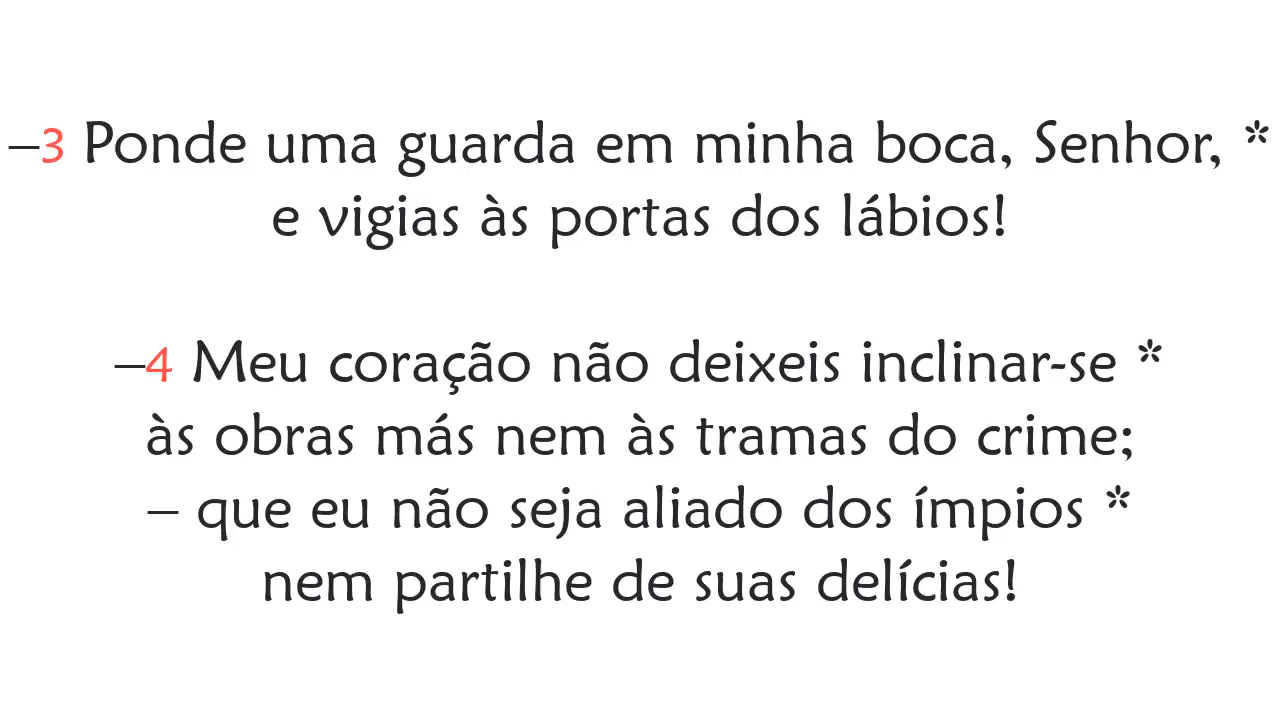 –3 Ponde uma guarda em minha boca, Senhor, *
e vigias às portas dos lábios!
–4 Meu coração não deixeis inclinar-se *
às obras más nem às tramas do crime;
– que eu não seja aliado dos ímpios *
nem partilhe de suas delícias!